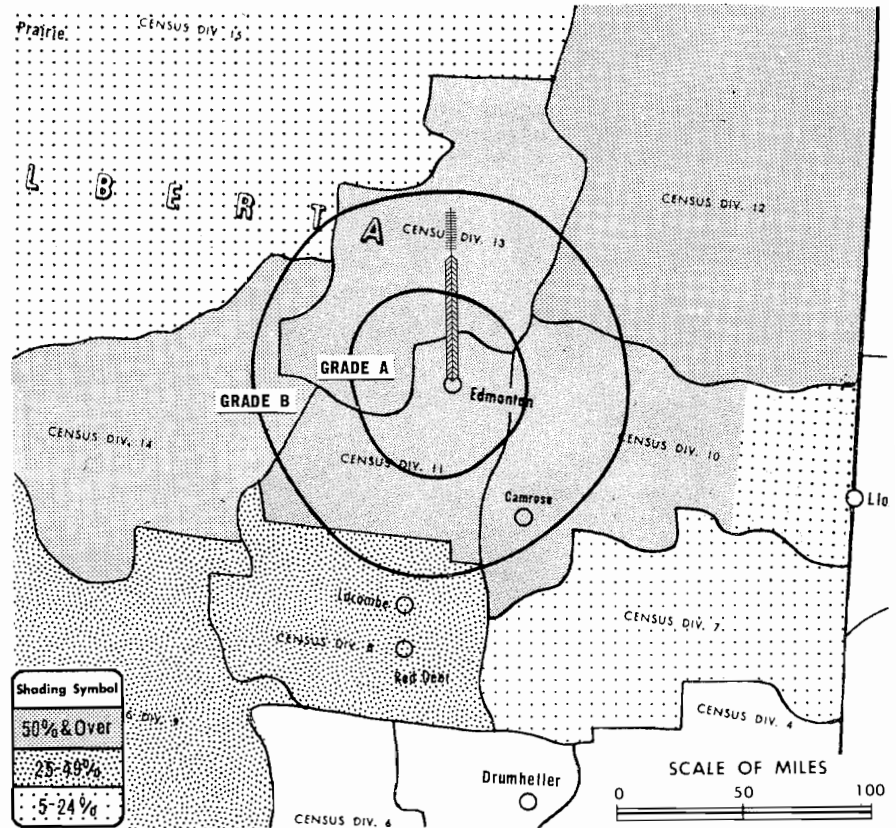 Prairie
CENSUS DIV. 15
L B E R T A
CENSUS DIV. 12
CENSUS DIV. 13
GRADE A
GRADE B
Edmonton
CENSUS DIV. 14
CENSUS DIV. 11
CENSUS DIV. 10
Camrose
Llo
Lacombe
CENSUS DIV. 8
Red Deer
CENSUS DIV. 7
Shading Symbol
50% & Over
25-49%
5-24%
DIV. 9
CENSUS DIV. 4
Drumheller
CENSUS DIV. 6
SCALE OF MILES
0 50 100